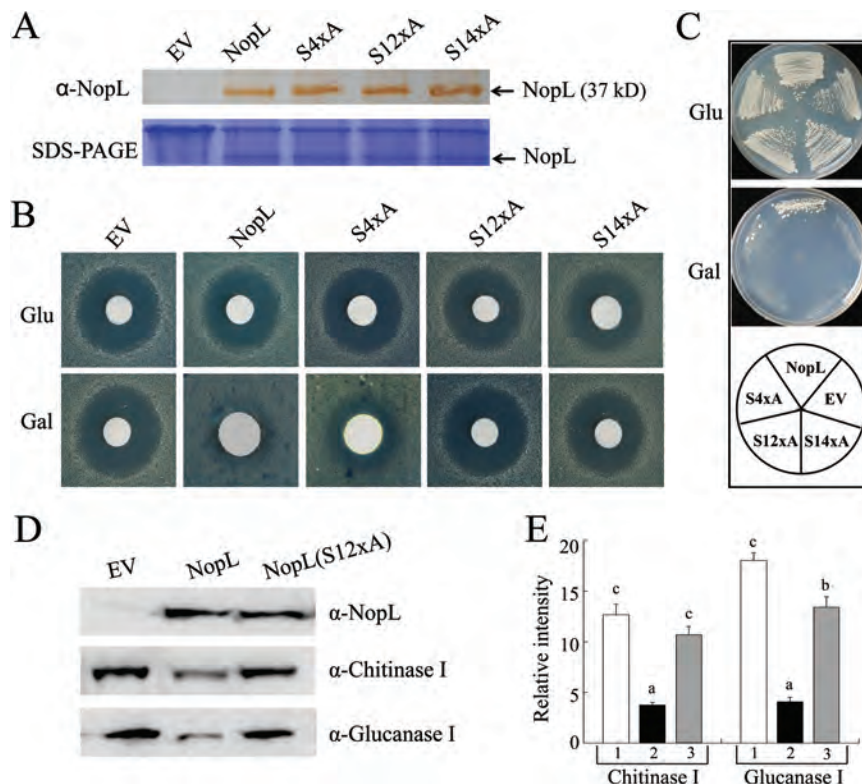 A
EV NopL S4xA S12xA S14xA
α-NopL
NopL (37 kD)
SDS-PAGE
NopL
B
EV NopL S4xA S12xA S14xA
Glu
Gal
C
Glu
Gal
NopL
S4xA
EV
S12xA
S14xA
D
EV NopL NopL(S12xA)
α-NopL
α-Chitinase I
α-Glucanase I
E
Relative intensity
20
15
10
5
0
c
a
c
c
a
b
1 2 3 1 2 3
Chitinase I Glucanase I